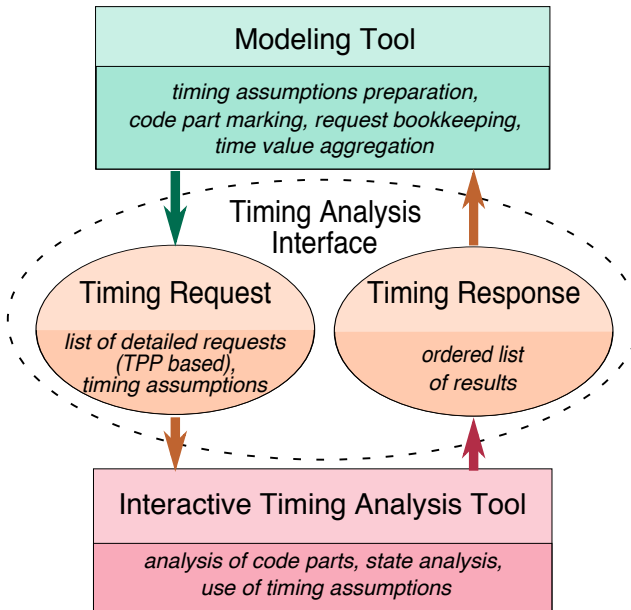 Modeling Tool
timing assumptions preparation,
code part marking, request bookkeeping,
time value aggregation
Timing Analysis
Interface
Timing Request
list of detailed requests
(TPP based),
timing assumptions
Timing Response
ordered list
of results
Interactive Timing Analysis Tool
analysis of code parts, state analysis,
use of timing assumptions